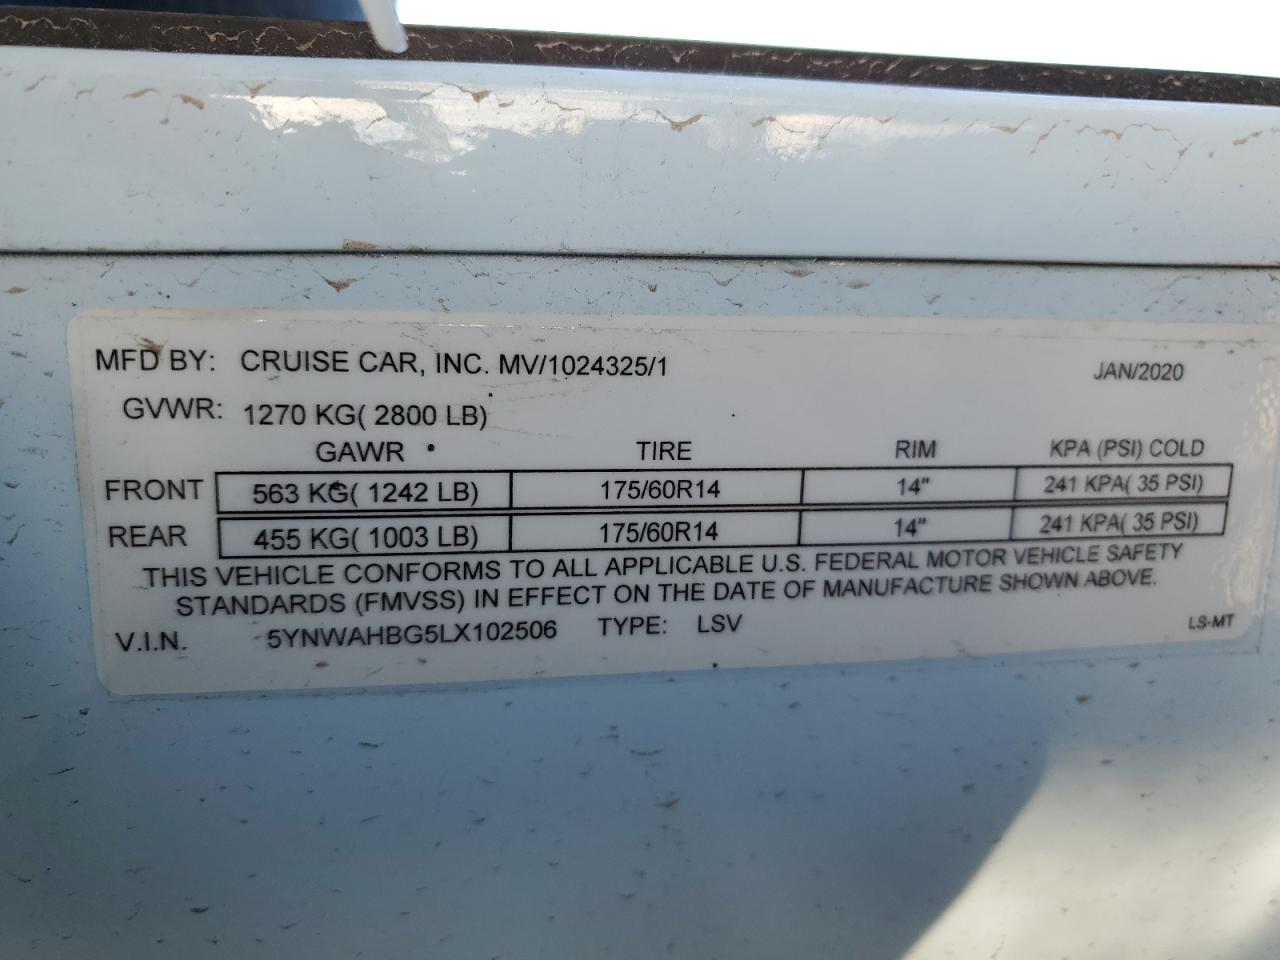 MFD BY: CRUISE CAR, INC. MV/1024325/1 JAN/2020
GVWR: 1270 KG( 2800 LB)
GAWR TIRE RIM KPA (PSI) COLD
FRONT 563 KG( 1242 LB) 175/60R14 14" 241 KPA( 35 PSI)
REAR 455 KG( 1003 LB) 175/60R14 14" 241 KPA( 35 PSI)
THIS VEHICLE CONFORMS TO ALL APPLICABLE U.S. FEDERAL MOTOR VEHICLE SAFETY
STANDARDS (FMVSS) IN EFFECT ON THE DATE OF MANUFACTURE SHOWN ABOVE.
V.I.N. 5YNWAHBG5LX102506 TYPE: LSV LS-MT